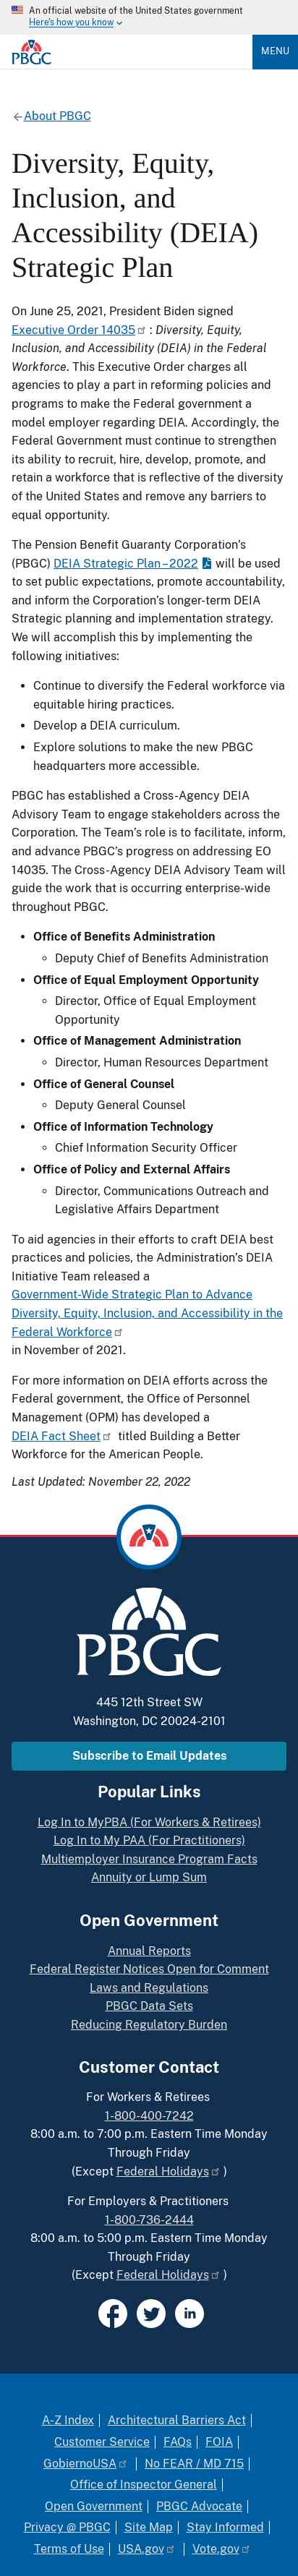 An official website of the United States government
Here's how you know
PBGC
MENU
About PBGC
Diversity, Equity,
Inclusion, and
Accessibility (DEIA)
Strategic Plan
On June 25, 2021, President Biden signed
Executive Order 14035 : Diversity, Equity,
Inclusion, and Accessibility (DEIA) in the Federal
Workforce. This Executive Order charges all
agencies to play a part in reforming policies and
programs so as to make the Federal government
a model employer regarding DEIA. Accordingly, the
Federal Government must continue to strengthen
its ability to recruit, hire, develop, promote, and
retain a workforce that is reflective of the diversity
of the United States and remove any barriers to
equal opportunity.
The Pension Benefit Guaranty Corporation's
(PBGC) DEIA Strategic Plan – 2022 will be used
to set public expectations, promote accountability,
and inform the Corporation's longer-term DEIA
Strategic planning and implementation strategy.
We will accomplish this by implementing the
following initiatives:
• Continue to diversify the Federal workforce via
equitable hiring practices.
• Develop a DEIA curriculum.
• Explore solutions to make the new PBGC
headquarters more accessible.
PBGC has established a Cross-Agency DEIA
Advisory Team to engage stakeholders across the
Corporation. The Team's role is to facilitate, inform,
and advance PBGC's progress on addressing EO
14035. The Cross-Agency DEIA Advisory Team will
guide the work that is occurring enterprise-wide
throughout PBGC.
• Office of Benefits Administration
◦ Deputy Chief of Benefits Administration
• Office of Equal Employment Opportunity
◦ Director, Office of Equal Employment
Opportunity
• Office of Management Administration
◦ Director, Human Resources Department
• Office of General Counsel
◦ Deputy General Counsel
• Office of Information Technology
◦ Chief Information Security Officer
• Office of Policy and External Affairs
◦ Director, Communications Outreach and
Legislative Affairs Department
To aid agencies in their efforts to craft DEIA best
practices and policies, the Administration's DEIA
Initiative Team released a
Government-Wide Strategic Plan to Advance
Diversity, Equity, Inclusion, and Accessibility in the
Federal Workforce
in November of 2021.
For more information on DEIA efforts across the
Federal government, the Office of Personnel
Management (OPM) has developed a
DEIA Fact Sheet titled Building a Better
Workforce for the American People.
Last Updated: November 22, 2022
PBGC
445 12th Street SW
Washington, DC 20024-2101
Subscribe to Email Updates
Popular Links
Log In to MyPBA (For Workers & Retirees)
Log In to My PAA (For Practitioners)
Multiemployer Insurance Program Facts
Annuity or Lump Sum
Open Government
Annual Reports
Federal Register Notices Open for Comment
Laws and Regulations
PBGC Data Sets
Reducing Regulatory Burden
Customer Contact
For Workers & Retirees
1-800-400-7242
8:00 a.m. to 7:00 p.m. Eastern Time Monday
Through Friday
(Except Federal Holidays )
For Employers & Practitioners
1-800-736-2444
8:00 a.m. to 5:00 p.m. Eastern Time Monday
Through Friday
(Except Federal Holidays )
A-Z Index | Architectural Barriers Act |
Customer Service | FAQs | FOIA |
GobiernoUSA | No FEAR / MD 715 |
Office of Inspector General |
Open Government | PBGC Advocate |
Privacy @ PBGC | Site Map | Stay Informed |
Terms of Use | USA.gov | Vote.gov